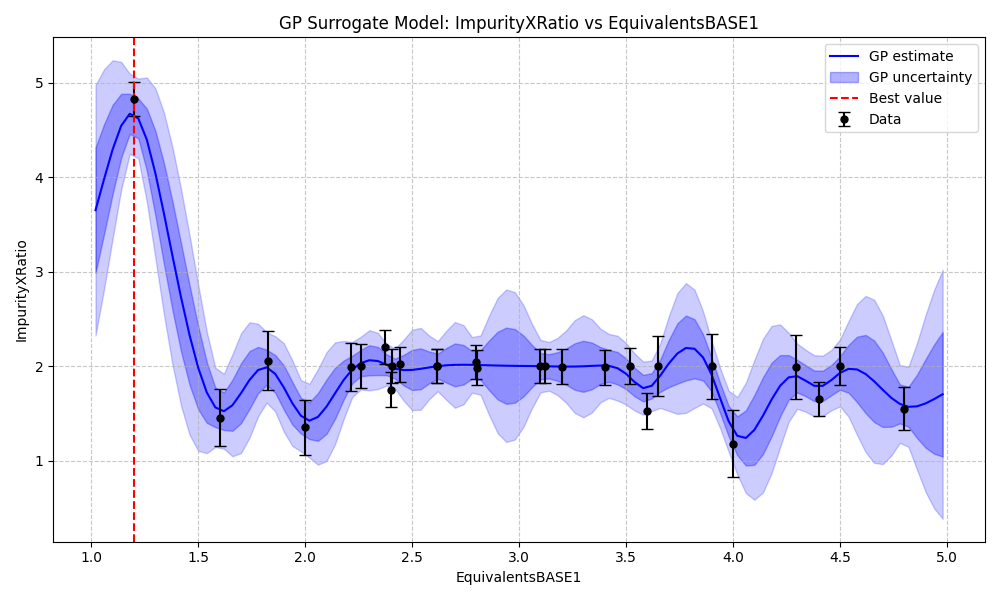 GP Surrogate Model: ImpurityXRatio vs EquivalentsBASE1
GP estimate
GP uncertainty
Best value
Data
ImpurityXRatio
5
4
3
2
1
1.0 1.5 2.0 2.5 3.0 3.5 4.0 4.5 5.0
EquivalentsBASE1